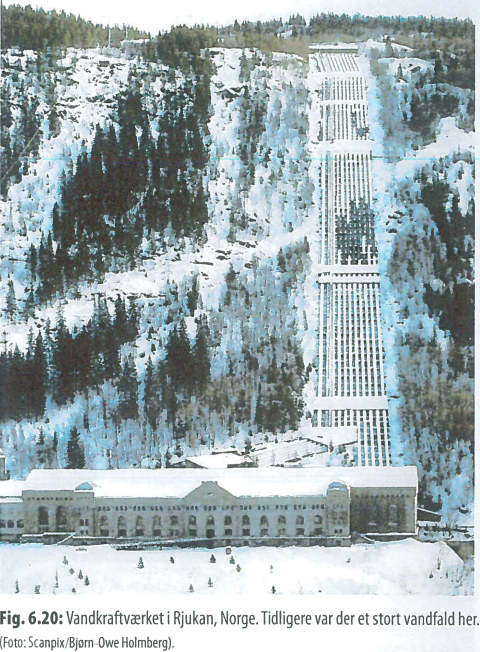 Fig. 6.20: Vandkraftværket i Rjukan, Norge. Tidligere var der et stort vandfald her.
(Foto: Scanpix/Bjørn-Owe Holmberg).